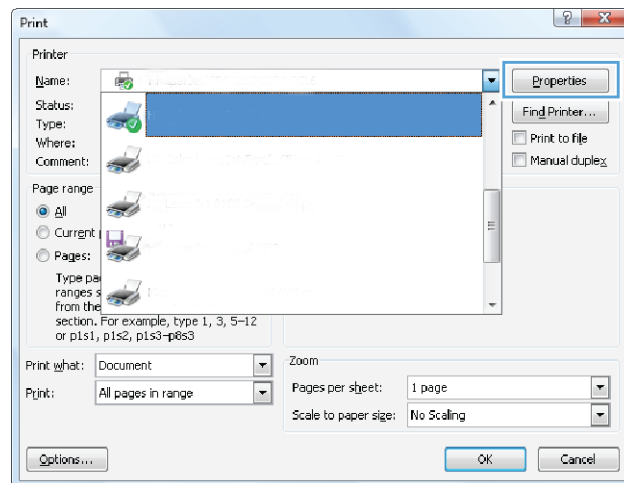 Print
Printer
Name:
Properties
Status:
Find Printer...
Type:
Where:
Print to file
Comment:
Manual duplex
Page range
All
Current
Pages:
Type pa
ranges s
from the
section. For example, type 1, 3, 5–12
or p1s1, p1s2, p1s3–p8s3
Print what: Document
Zoom
Print: All pages in range
Pages per sheet: 1 page
Scale to paper size: No Scaling
Options...
OK
Cancel